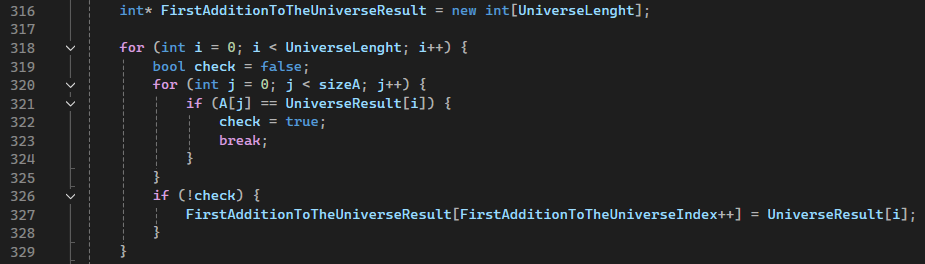 316 int* FirstAdditionToTheUniverseResult = new int[UniverseLenght];
317
318 for (int i = 0; i < UniverseLenght; i++) {
319 bool check = false;
320 for (int j = 0; j < sizeA; j++) {
321 if (A[j] == UniverseResult[i]) {
322 check = true;
323 break;
324 }
325 }
326 if (!check) {
327 FirstAdditionToTheUniverseResult[FirstAdditionToTheUniverseIndex++] = UniverseResult[i];
328 }
329 }